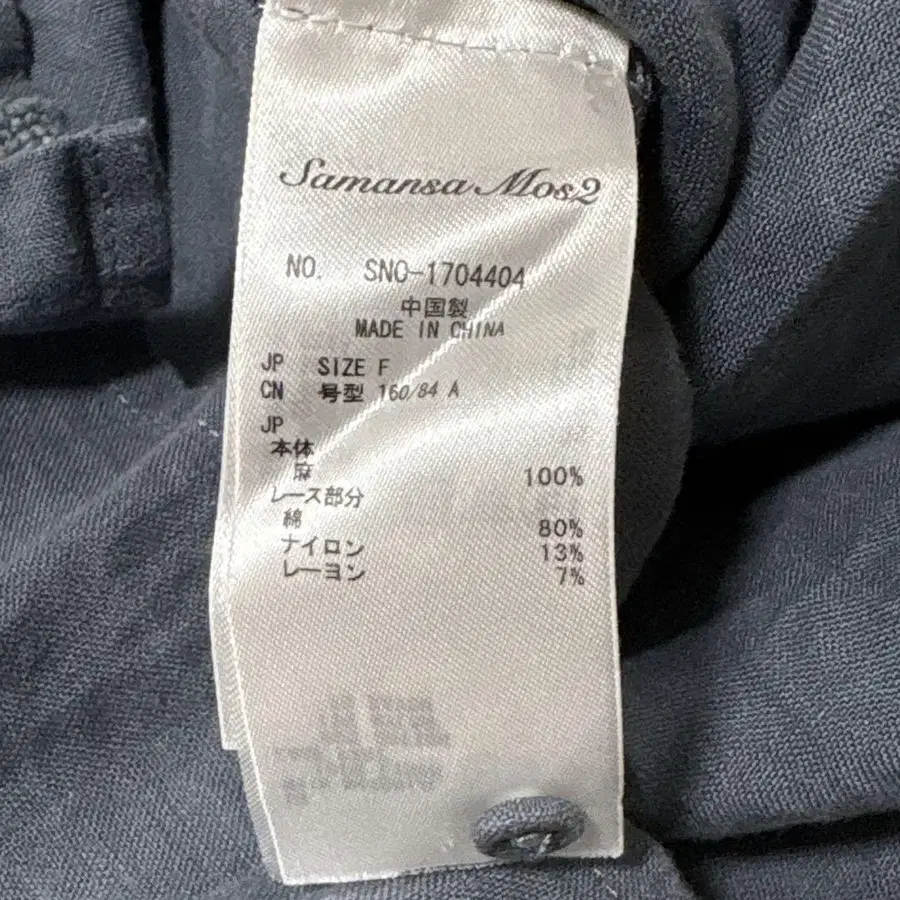 Samansa Mos2
NO. SNO-1704404
中国製
MADE IN CHINA
JP SIZE F
CN 号型 160/84 A
JP
本体
麻 100%
レース部分
綿 80%
ナイロン 13%
レーヨン 7%